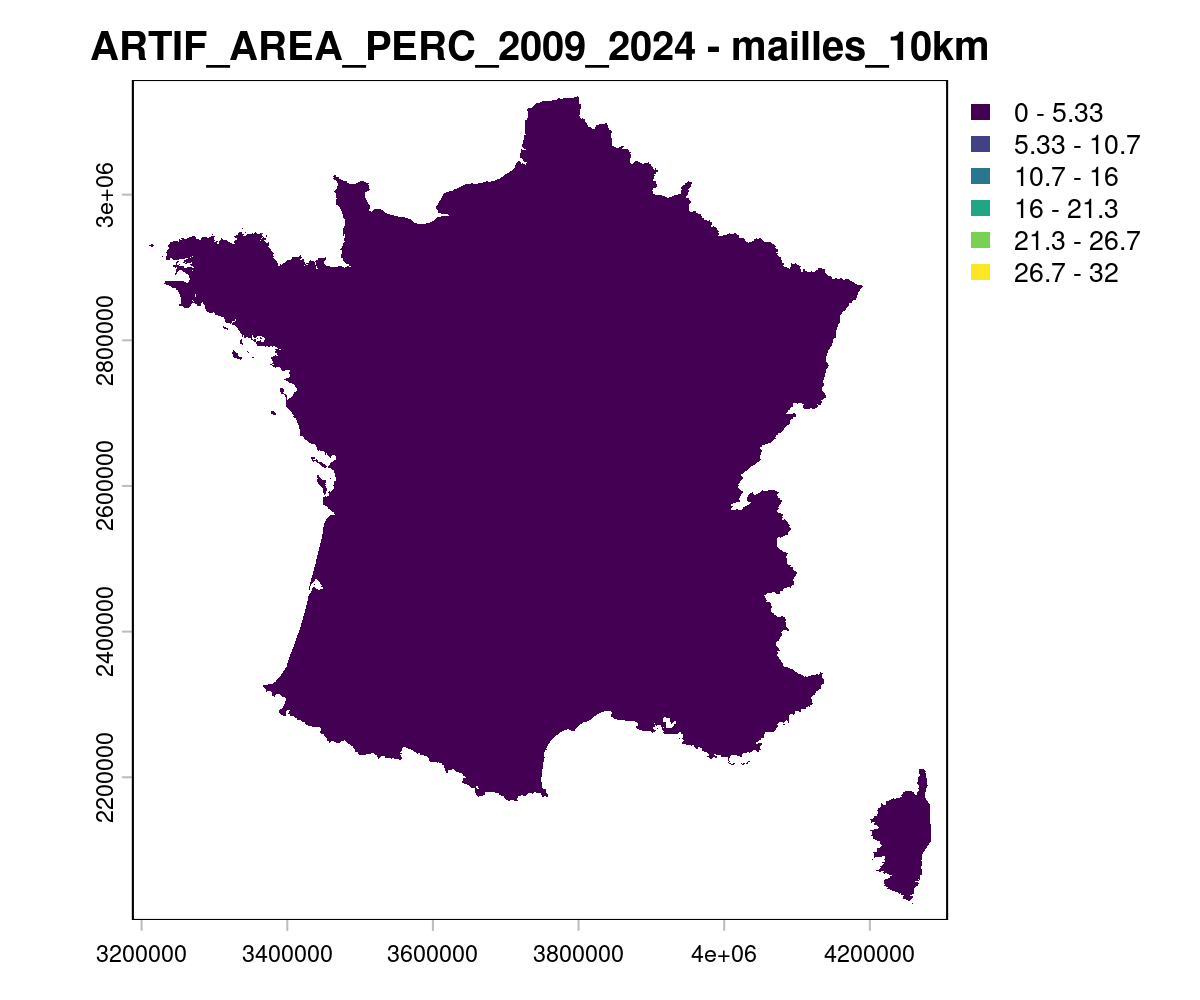 ARTIF_AREA_PERC_2009_2024 - mailles_10km
0 - 5.33
5.33 - 10.7
10.7 - 16
16 - 21.3
21.3 - 26.7
26.7 - 32
3e+06
2800000
2600000
2400000
2200000
3200000 3400000 3600000 3800000 4e+06 4200000